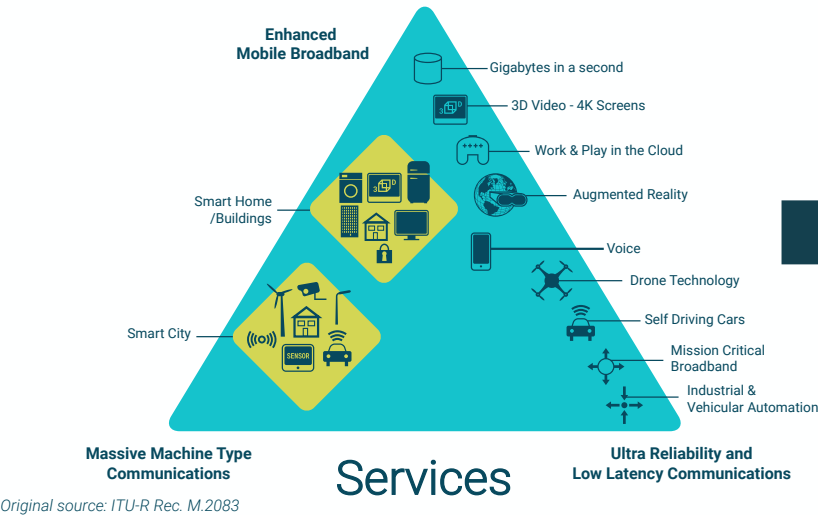 Enhanced
Mobile Broadband
Gigabytes in a second
3D
3D Video - 4K Screens
Work & Play in the Cloud
Augmented Reality
3D
Smart Home
/Buildings
Voice
Drone Technology
Self Driving Cars
Smart City
SENSOR
Mission Critical
Broadband
Industrial &
Vehicular Automation
Massive Machine Type
Communications
Services
Ultra Reliability and
Low Latency Communications
Original source: ITU-R Rec. M.2083